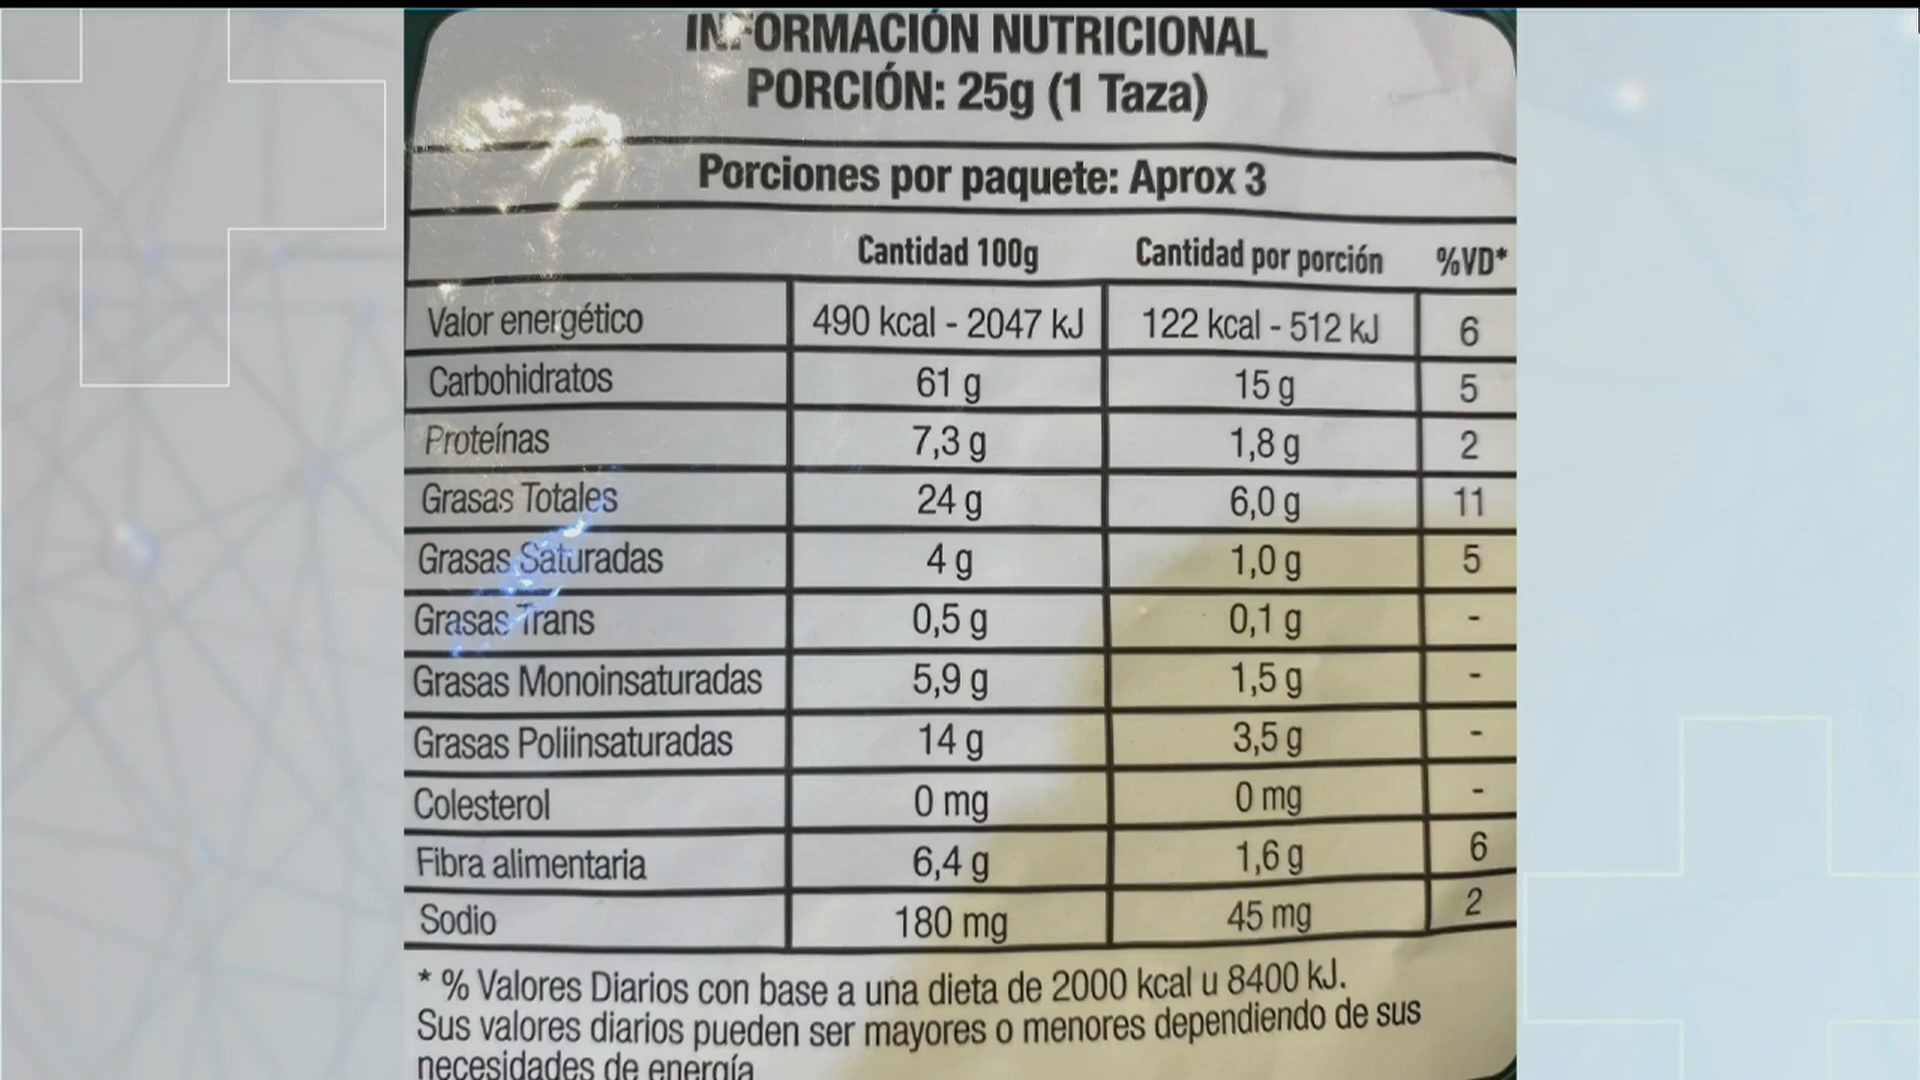 INFORMACIÓN NUTRICIONAL
PORCIÓN: 25g (1 Taza)
Porciones por paquete: Aprox 3
Cantidad 100g Cantidad por porción %VD*
Valor energético 490 kcal - 2047 kJ 122 kcal - 512 kJ 6
Carbohidratos 61 g 15 g 5
Proteínas 7,3 g 1,8 g 2
Grasas Totales 24 g 6,0 g 11
Grasas Saturadas 4 g 1,0 g 5
Grasas Trans 0,5 g 0,1 g -
Grasas Monoinsaturadas 5,9 g 1,5 g -
Grasas Poliinsaturadas 14 g 3,5 g -
Colesterol 0 mg 0 mg -
Fibra alimentaria 6,4 g 1,6 g 6
Sodio 180 mg 45 mg 2
* % Valores Diarios con base a una dieta de 2000 kcal u 8400 kJ.
Sus valores diarios pueden ser mayores o menores dependiendo de sus
necesidades de energía